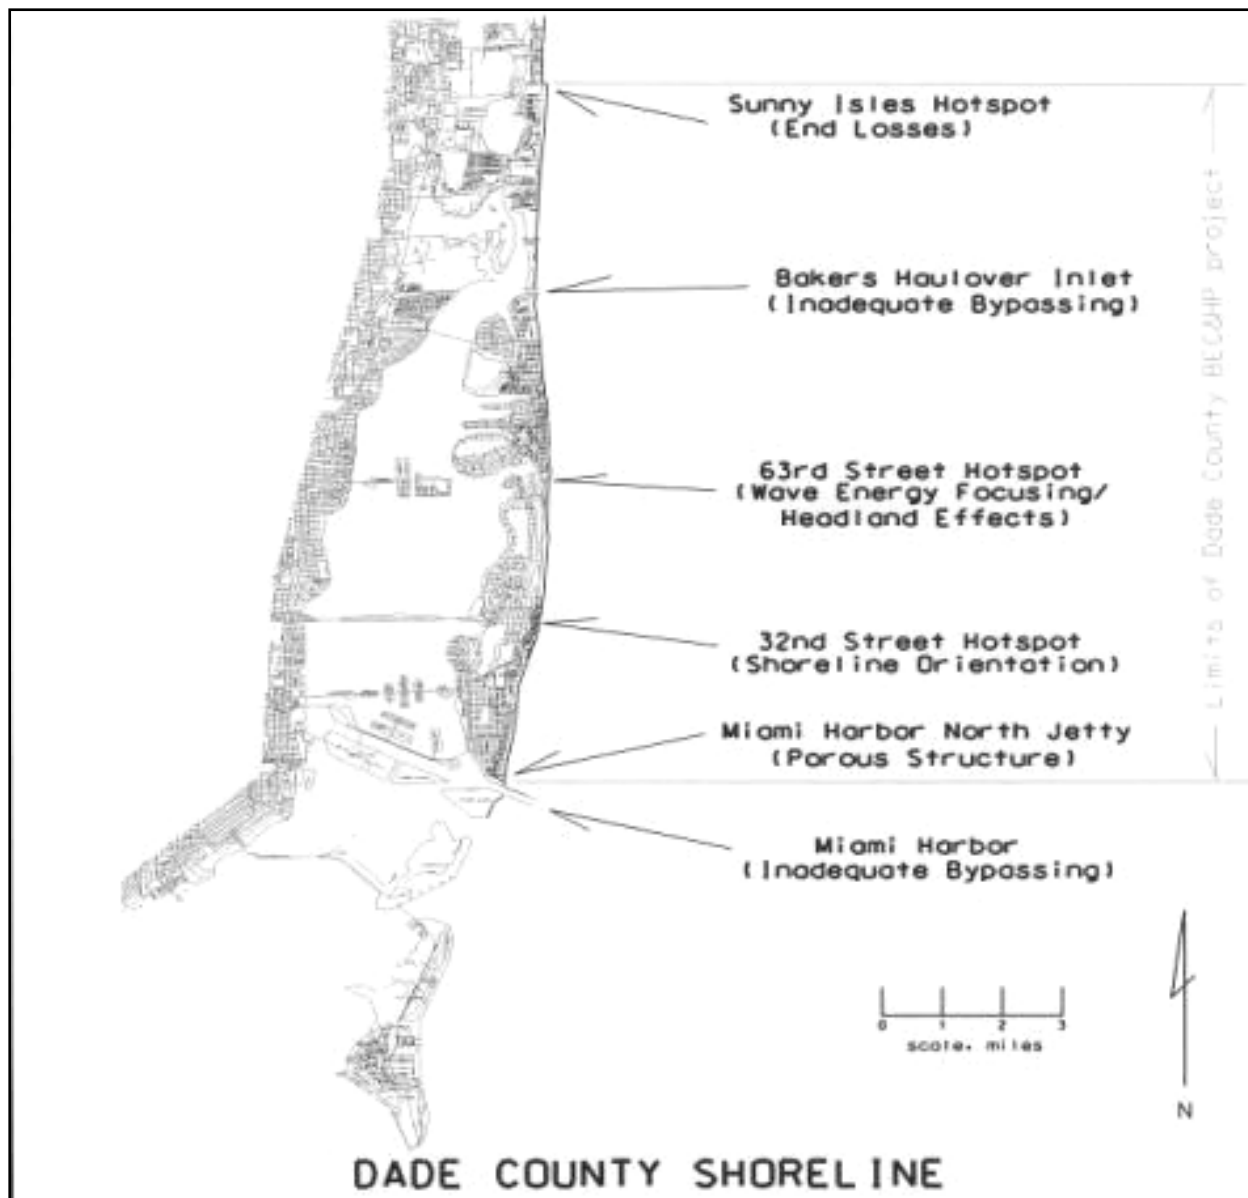 Sunny Isles Hotspot
(End Losses)
Bakers Haulover Inlet
(Inadequate Bypassing)
63rd Street Hotspot
(Wave Energy Focusing/
Headland Effects)
32nd Street Hotspot
(Shoreline Orientation)
Miami Harbor North Jetty
(Porous Structure)
Miami Harbor
(Inadequate Bypassing)
Limits of Dade County BEC&HP project
0 1 2 3
scale, miles
N
DADE COUNTY SHORELINE